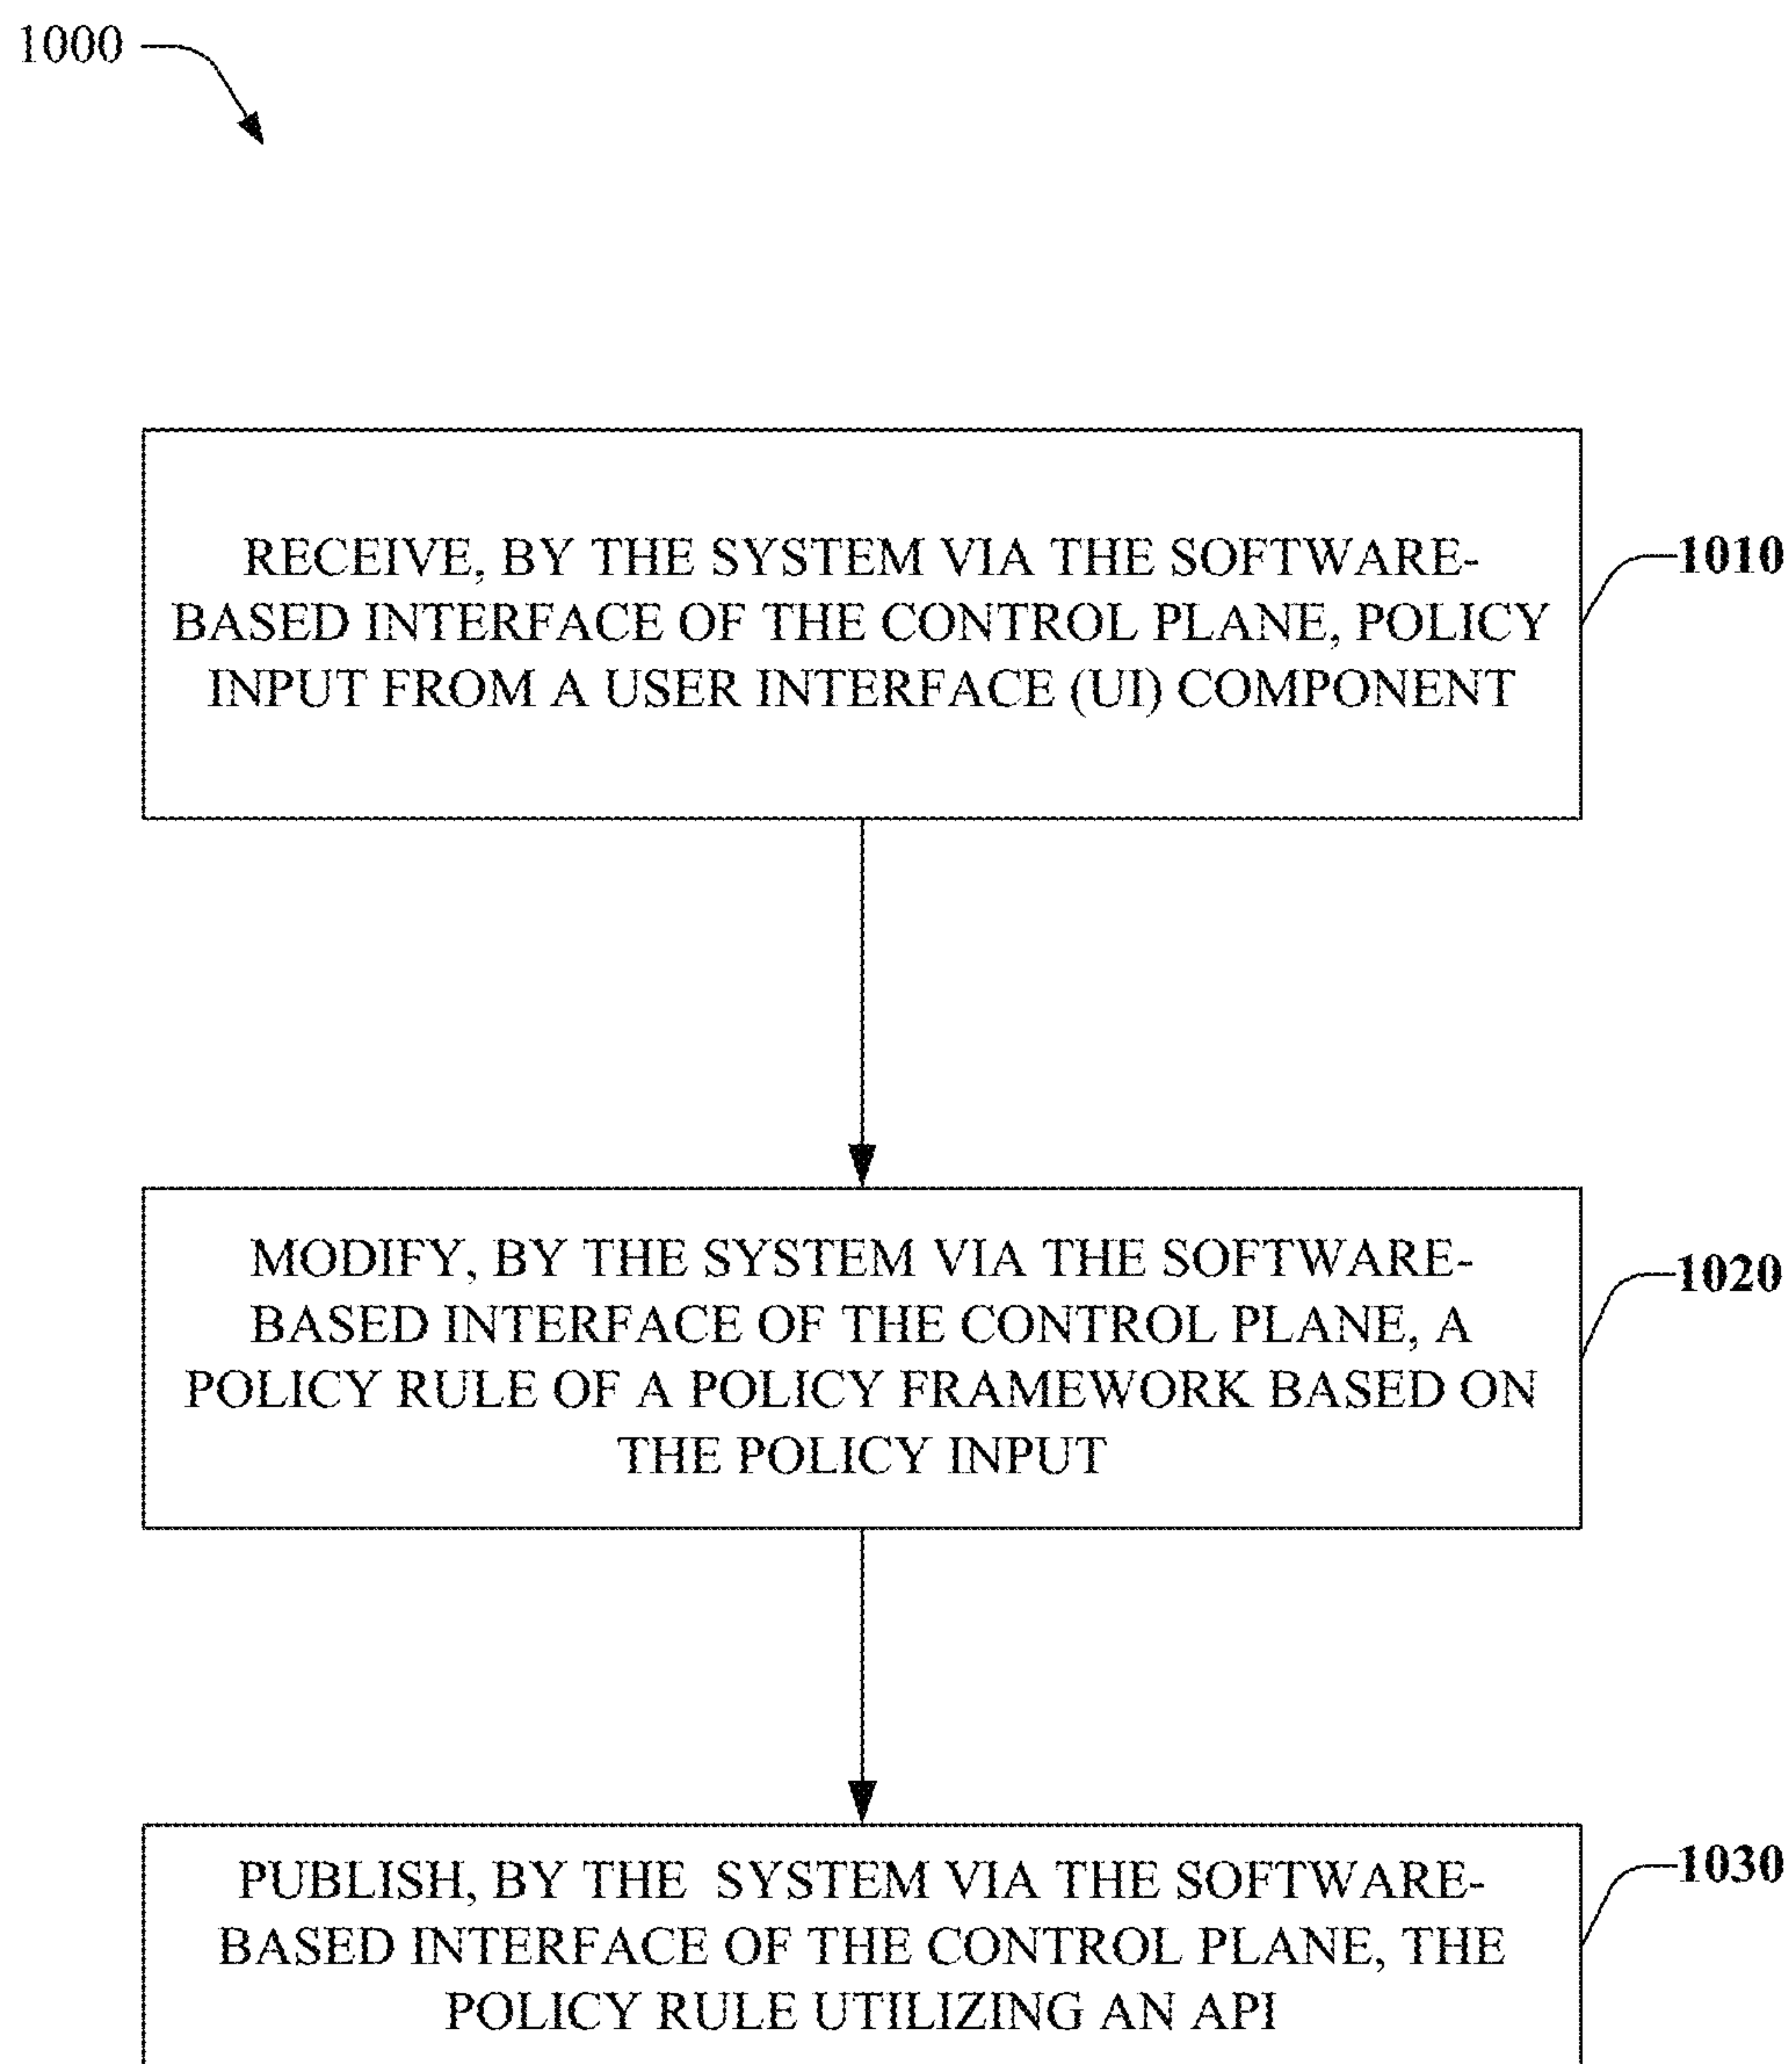 1000
RECEIVE, BY THE SYSTEM VIA THE SOFTWARE-
BASED INTERFACE OF THE CONTROL PLANE, POLICY
INPUT FROM A USER INTERFACE (UI) COMPONENT
1010
MODIFY, BY THE SYSTEM VIA THE SOFTWARE-
BASED INTERFACE OF THE CONTROL PLANE, A
POLICY RULE OF A POLICY FRAMEWORK BASED ON
THE POLICY INPUT
1020
PUBLISH, BY THE SYSTEM VIA THE SOFTWARE-
BASED INTERFACE OF THE CONTROL PLANE, THE
POLICY RULE UTILIZING AN API
1030